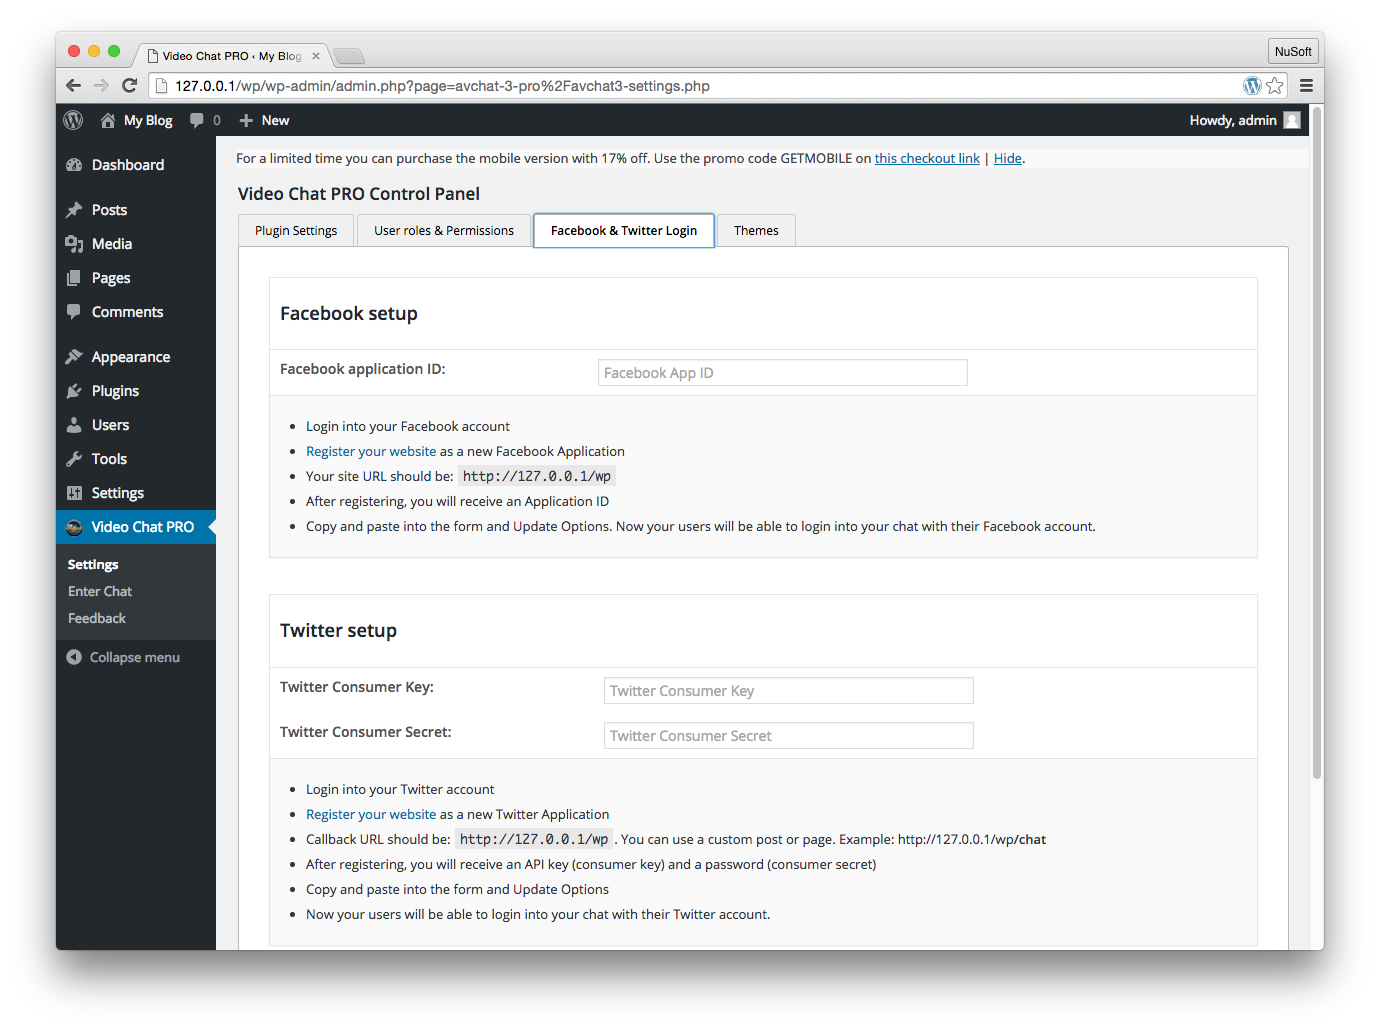 Video Chat PRO ‹ My Blog
NuSoft
127.0.0.1/wp/wp-admin/admin.php?page=avchat-3-pro%2Favchat3-settings.php
My Blog 0 New Howdy, admin
Dashboard
Posts
Media
Pages
Comments
Appearance
Plugins
Users
Tools
Settings
Video Chat PRO
Settings
Enter Chat
Feedback
Collapse menu
For a limited time you can purchase the mobile version with 17% off. Use the promo code GETMOBILE on this checkout link | Hide.
Video Chat PRO Control Panel
Plugin Settings User roles & Permissions Facebook & Twitter Login Themes
Facebook setup
Facebook application ID: Facebook App ID
Login into your Facebook account
Register your website as a new Facebook Application
Your site URL should be: http://127.0.0.1/wp
After registering, you will receive an Application ID
Copy and paste into the form and Update Options. Now your users will be able to login into your chat with their Facebook account.
Twitter setup
Twitter Consumer Key: Twitter Consumer Key
Twitter Consumer Secret: Twitter Consumer Secret
Login into your Twitter account
Register your website as a new Twitter Application
Callback URL should be: http://127.0.0.1/wp . You can use a custom post or page. Example: http://127.0.0.1/wp/chat
After registering, you will receive an API key (consumer key) and a password (consumer secret)
Copy and paste into the form and Update Options
Now your users will be able to login into your chat with their Twitter account.